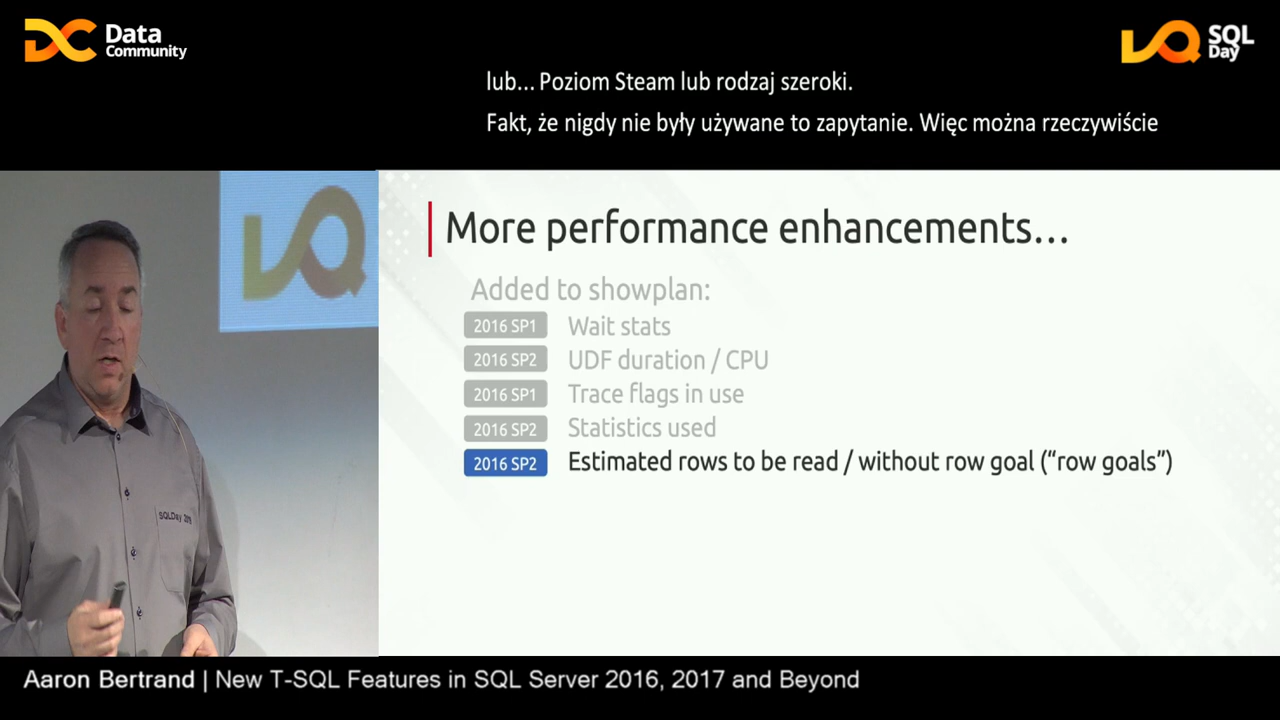 Data
Community
SQL
Day
lub... Poziom Steam lub rodzaj szeroki.
Fakt, że nigdy nie były używane to zapytanie. Więc można rzeczywiście
More performance enhancements...
Added to showplan:
2016 SP1 Wait stats
2016 SP2 UDF duration / CPU
2016 SP1 Trace flags in use
2016 SP2 Statistics used
2016 SP2 Estimated rows to be read / without row goal (“row goals”)
SQLDay
Aaron Bertrand | New T-SQL Features in SQL Server 2016, 2017 and Beyond